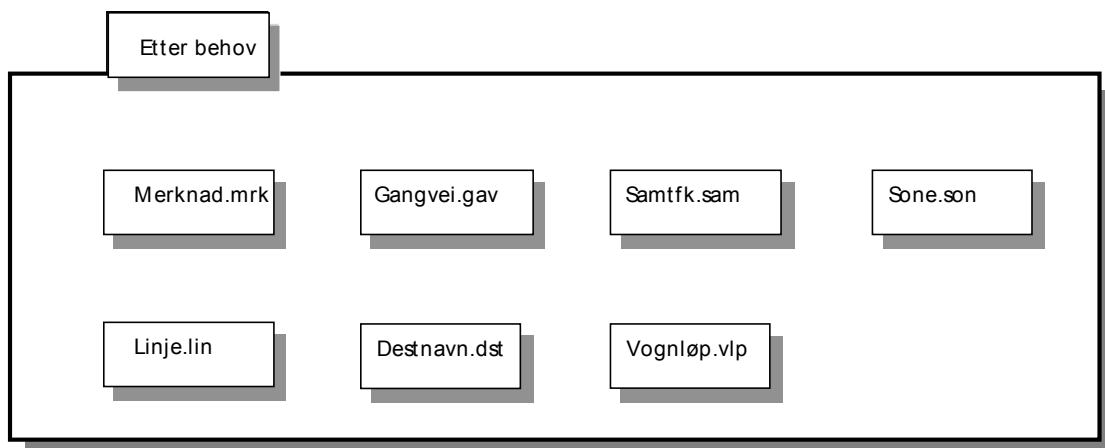 Etter behov
Merknad.mrk
Gangvei.gav
Samtfk.sam
Sone.son
Linje.lin
Destnavn.dst
Vognløp.vlp